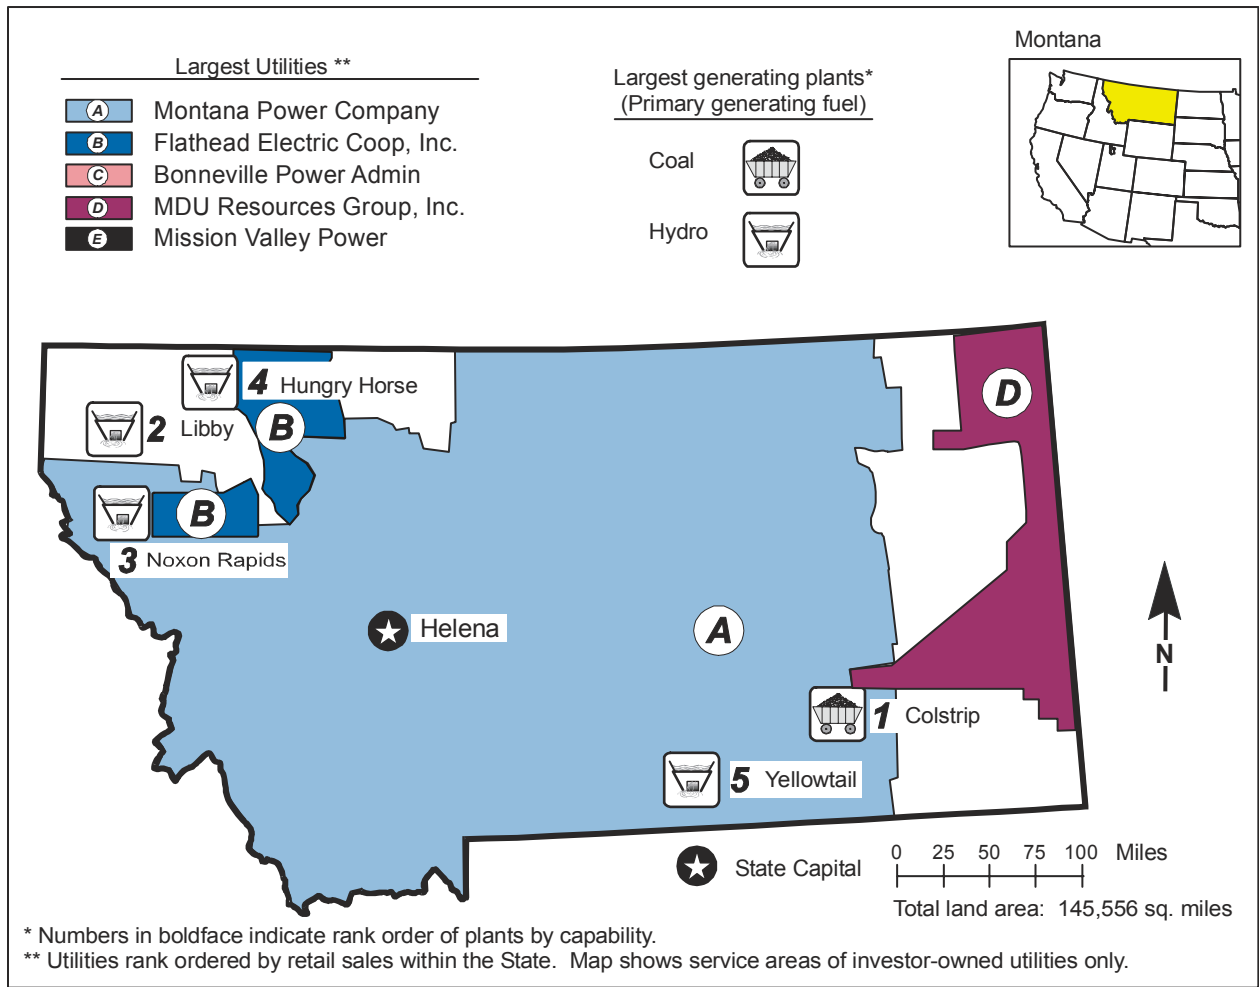 Largest Utilities **
A Montana Power Company
B Flathead Electric Coop, Inc.
C Bonneville Power Admin
D MDU Resources Group, Inc.
E Mission Valley Power
Largest generating plants*
(Primary generating fuel)
Coal
Hydro
Montana
4 Hungry Horse
2 Libby
B
D
B
3 Noxon Rapids
Helena
A
N
1 Colstrip
5 Yellowtail
State Capital
0 25 50 75 100 Miles
Total land area: 145,556 sq. miles
* Numbers in boldface indicate rank order of plants by capability.
** Utilities rank ordered by retail sales within the State. Map shows service areas of investor-owned utilities only.